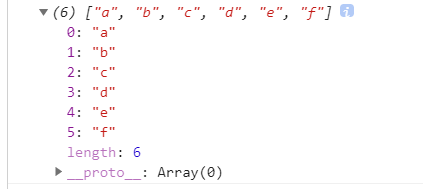 (6) ["a", "b", "c", "d", "e", "f"] i
0: "a"
1: "b"
2: "c"
3: "d"
4: "e"
5: "f"
length: 6
__proto__: Array(0)